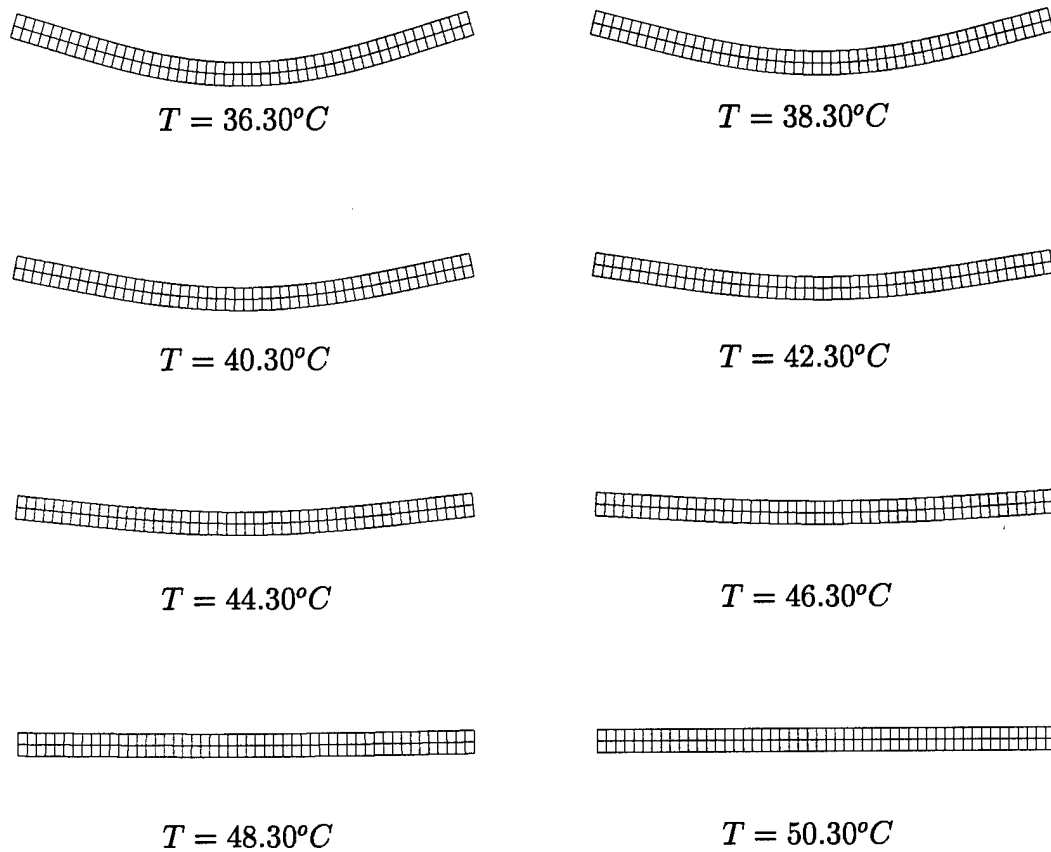 T = 36.30°C
T = 38.30°C
T = 40.30°C
T = 42.30°C
T = 44.30°C
T = 46.30°C
T = 48.30°C
T = 50.30°C